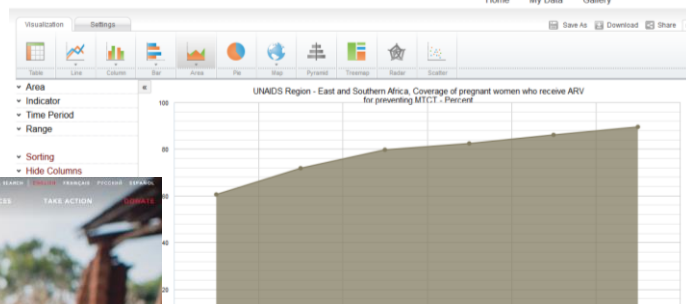 Home My Data Gallery
Visualization Settings
Save As Download Share
Table Line Column Bar Area Pie Map Pyramid Treemap Radar Scatter
Area
Indicator
Time Period
Range
Sorting
Hide Columns
«
UNAIDS Region - East and Southern Africa, Coverage of pregnant women who receive ARV
for preventing MTCT - Percent
100
80
60
40
20
SEARCH ENGLISH FRANÇAIS РУССКИЙ ESPAÑOL
TAKE ACTION DONATE